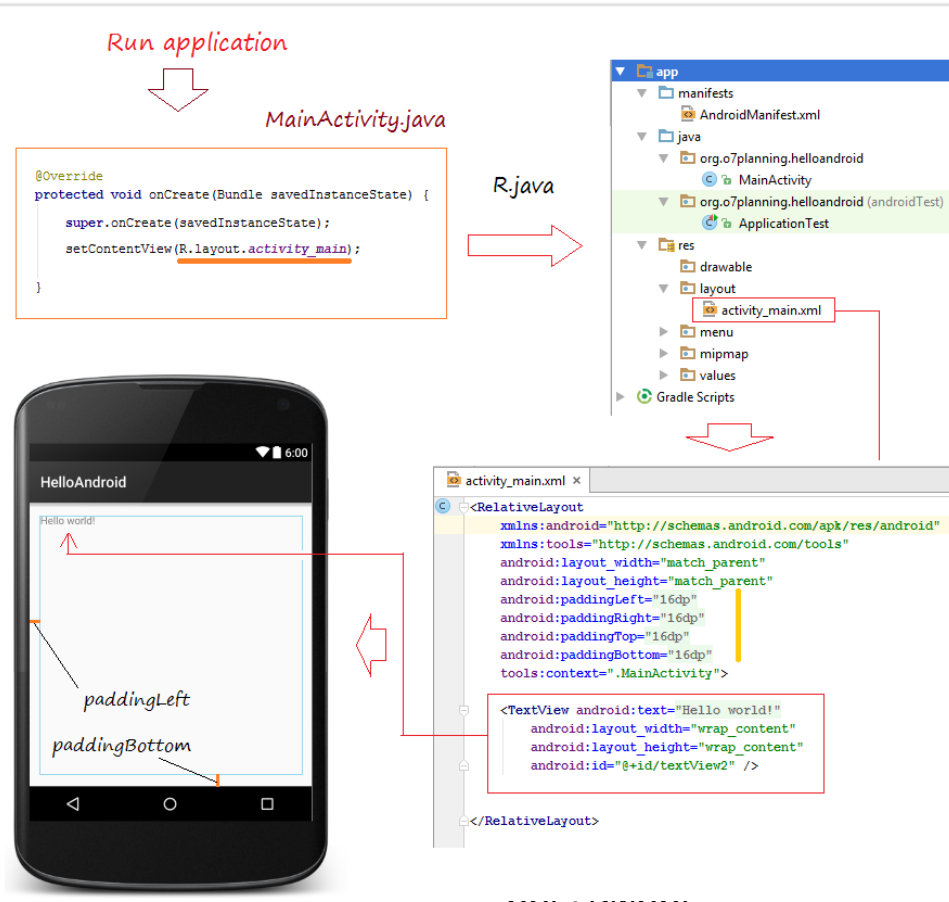 Run application
MainActivity.java
@Override
protected void onCreate(Bundle savedInstanceState) {
super.onCreate(savedInstanceState);
setContentView(R.layout.activity_main);
}
R.java
app
manifests
AndroidManifest.xml
java
org.o7planning.helloandroid
MainActivity
org.o7planning.helloandroid (androidTest)
ApplicationTest
res
drawable
layout
activity_main.xml
menu
mipmap
values
Gradle Scripts
6:00
HelloAndroid
Hello world!
paddingLeft
paddingBottom
activity_main.xml ×
<RelativeLayout
xmlns:android="http://schemas.android.com/apk/res/android"
xmlns:tools="http://schemas.android.com/tools"
android:layout_width="match_parent"
android:layout_height="match_parent"
android:paddingLeft="16dp"
android:paddingRight="16dp"
android:paddingTop="16dp"
android:paddingBottom="16dp"
tools:context=".MainActivity">
<TextView android:text="Hello world!"
android:layout_width="wrap_content"
android:layout_height="wrap_content"
android:id="@+id/textView2" />
</RelativeLayout>